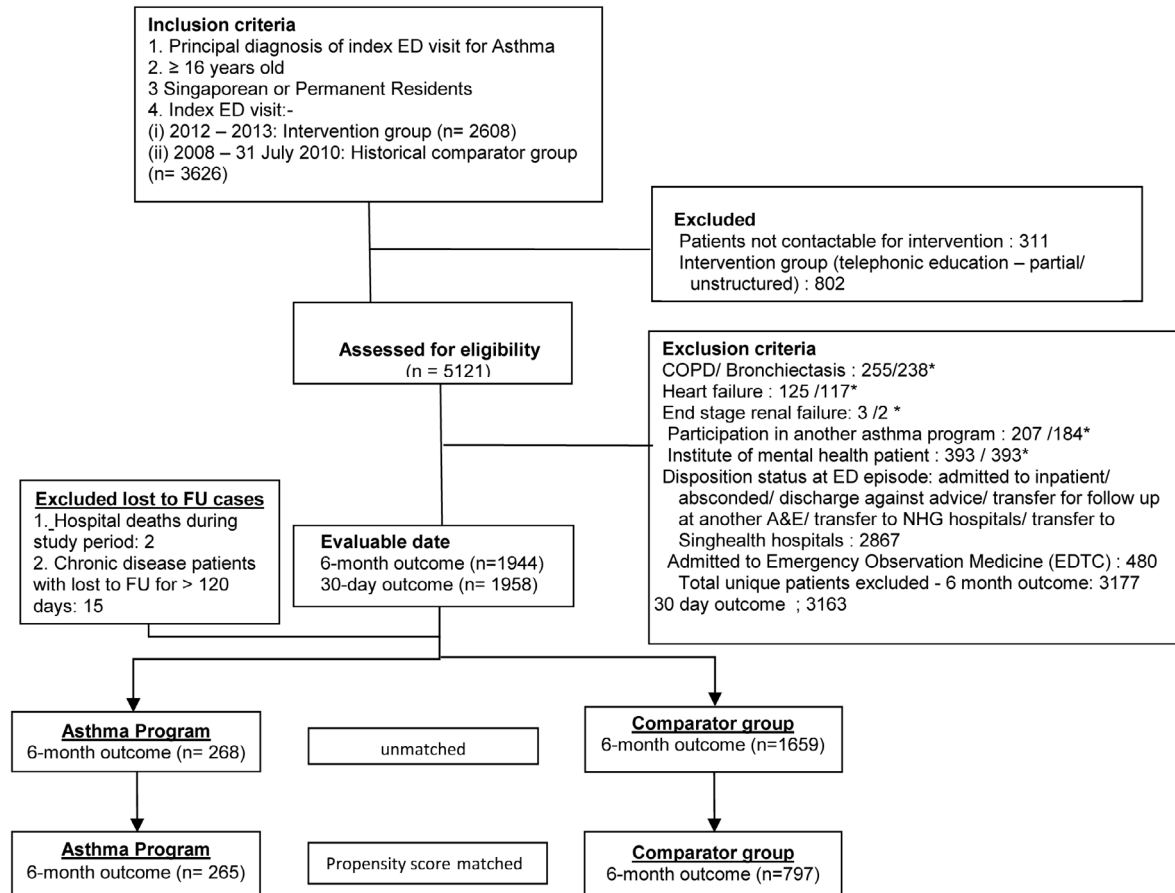 Inclusion criteria
1. Principal diagnosis of index ED visit for Asthma
2. ≥ 16 years old
3 Singaporean or Permanent Residents
4. Index ED visit:-
(i) 2012 – 2013: Intervention group (n= 2608)
(ii) 2008 – 31 July 2010: Historical comparator group
(n= 3626)
Excluded
Patients not contactable for intervention : 311
Intervention group (telephonic education – partial/
unstructured) : 802
Assessed for eligibility
(n = 5121)
Exclusion criteria
COPD/ Bronchiectasis : 255/238*
Heart failure : 125 /117*
End stage renal failure: 3 /2 *
Participation in another asthma program : 207 /184*
Institute of mental health patient : 393 / 393*
Disposition status at ED episode: admitted to inpatient/
absconded/ discharge against advice/ transfer for follow up
at another A&E/ transfer to NHG hospitals/ transfer to
Singhealth hospitals : 2867
Admitted to Emergency Observation Medicine (EDTC) : 480
Total unique patients excluded - 6 month outcome: 3177
30 day outcome ; 3163
Excluded lost to FU cases
1. Hospital deaths during
study period: 2
2. Chronic disease patients
with lost to FU for > 120
days: 15
Evaluable date
6-month outcome (n=1944)
30-day outcome (n= 1958)
Asthma Program
6-month outcome (n= 268)
unmatched
Comparator group
6-month outcome (n=1659)
Asthma Program
6-month outcome (n= 265)
Propensity score matched
Comparator group
6-month outcome (n=797)